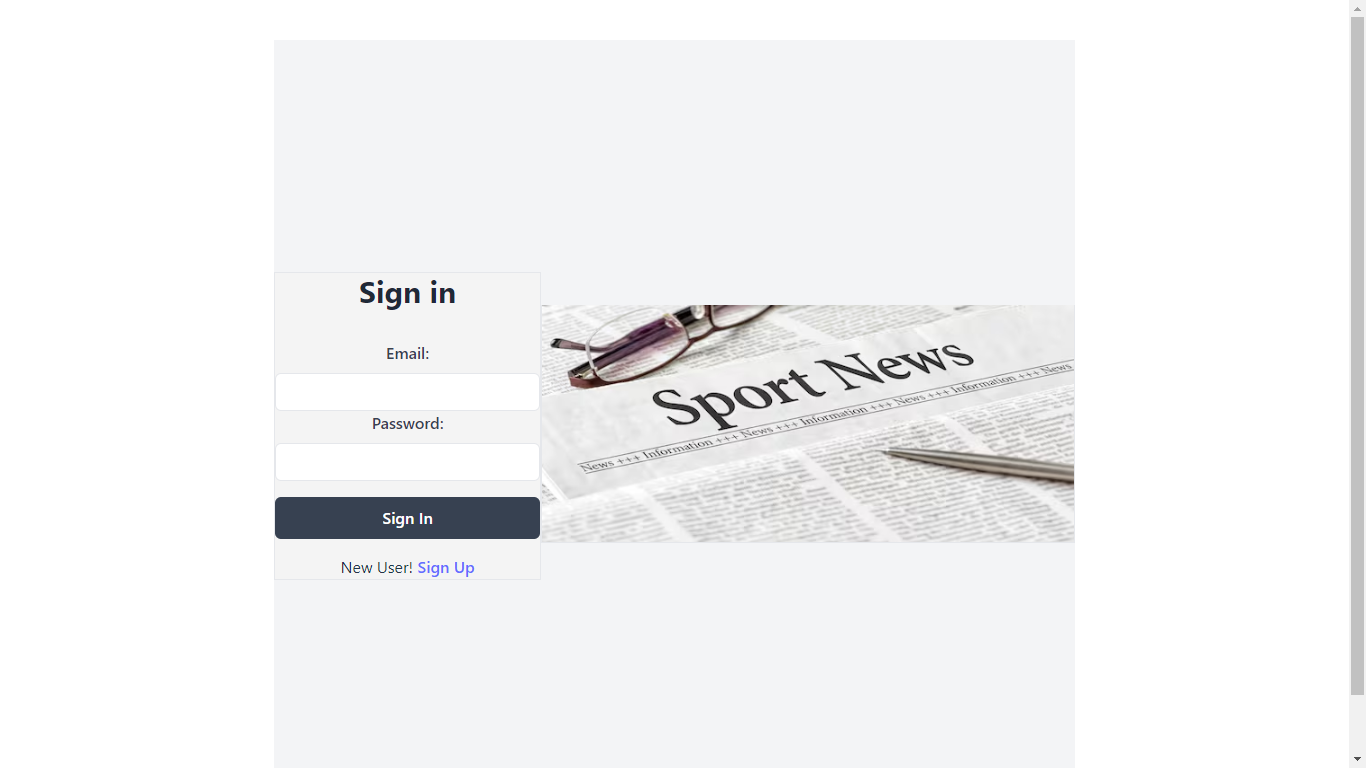 Sign in
Email:
Password:
Sign In
New User! Sign Up
Sport News
News +++ Information +++ News +++ Information +++ News +++ Information +++ News